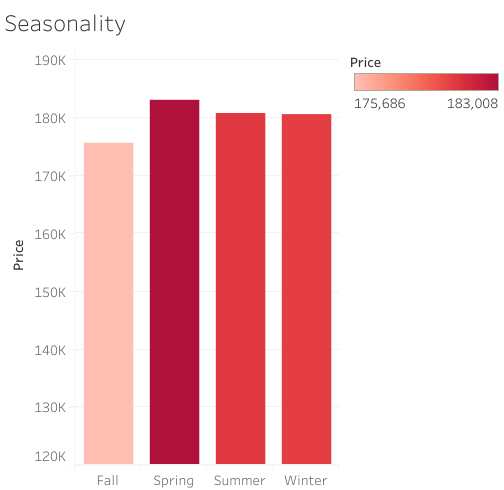 Seasonality
Price
175,686 183,008
190K
180K
170K
160K
150K
140K
130K
120K
Price
Fall Spring Summer Winter